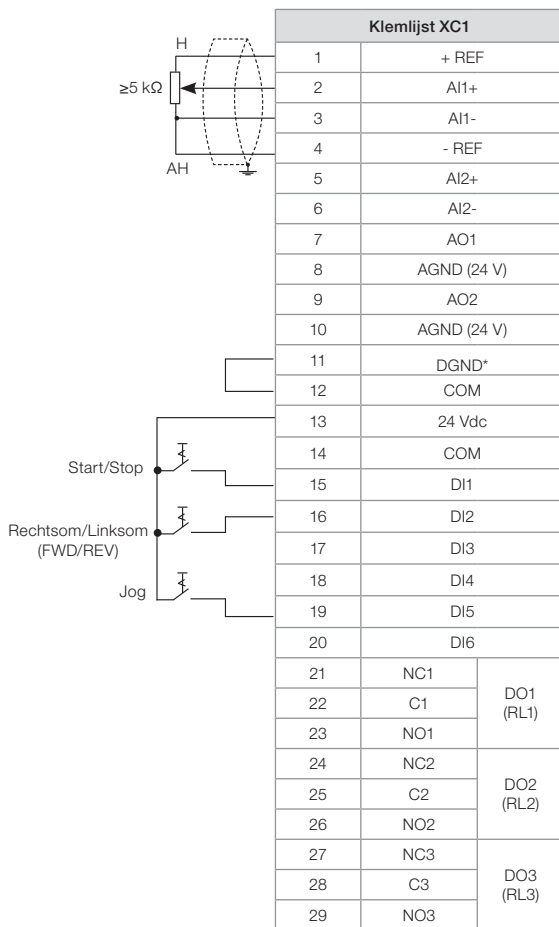 Klemlijst XC1
H
1 + REF
≥5 kΩ
2 AI1+
3 AI1-
4 - REF
AH
5 AI2+
6 AI2-
7 AO1
8 AGND (24 V)
9 AO2
10 AGND (24 V)
11 DGND*
12 COM
13 24 Vdc
14 COM
Start/Stop
15 DI1
16 DI2
Rechtsom/Linksom
(FWD/REV)
17 DI3
18 DI4
Jog
19 DI5
20 DI6
21 NC1
22 C1
23 NO1
DO1
(RL1)
24 NC2
25 C2
26 NO2
DO2
(RL2)
27 NC3
28 C3
29 NO3
DO3
(RL3)